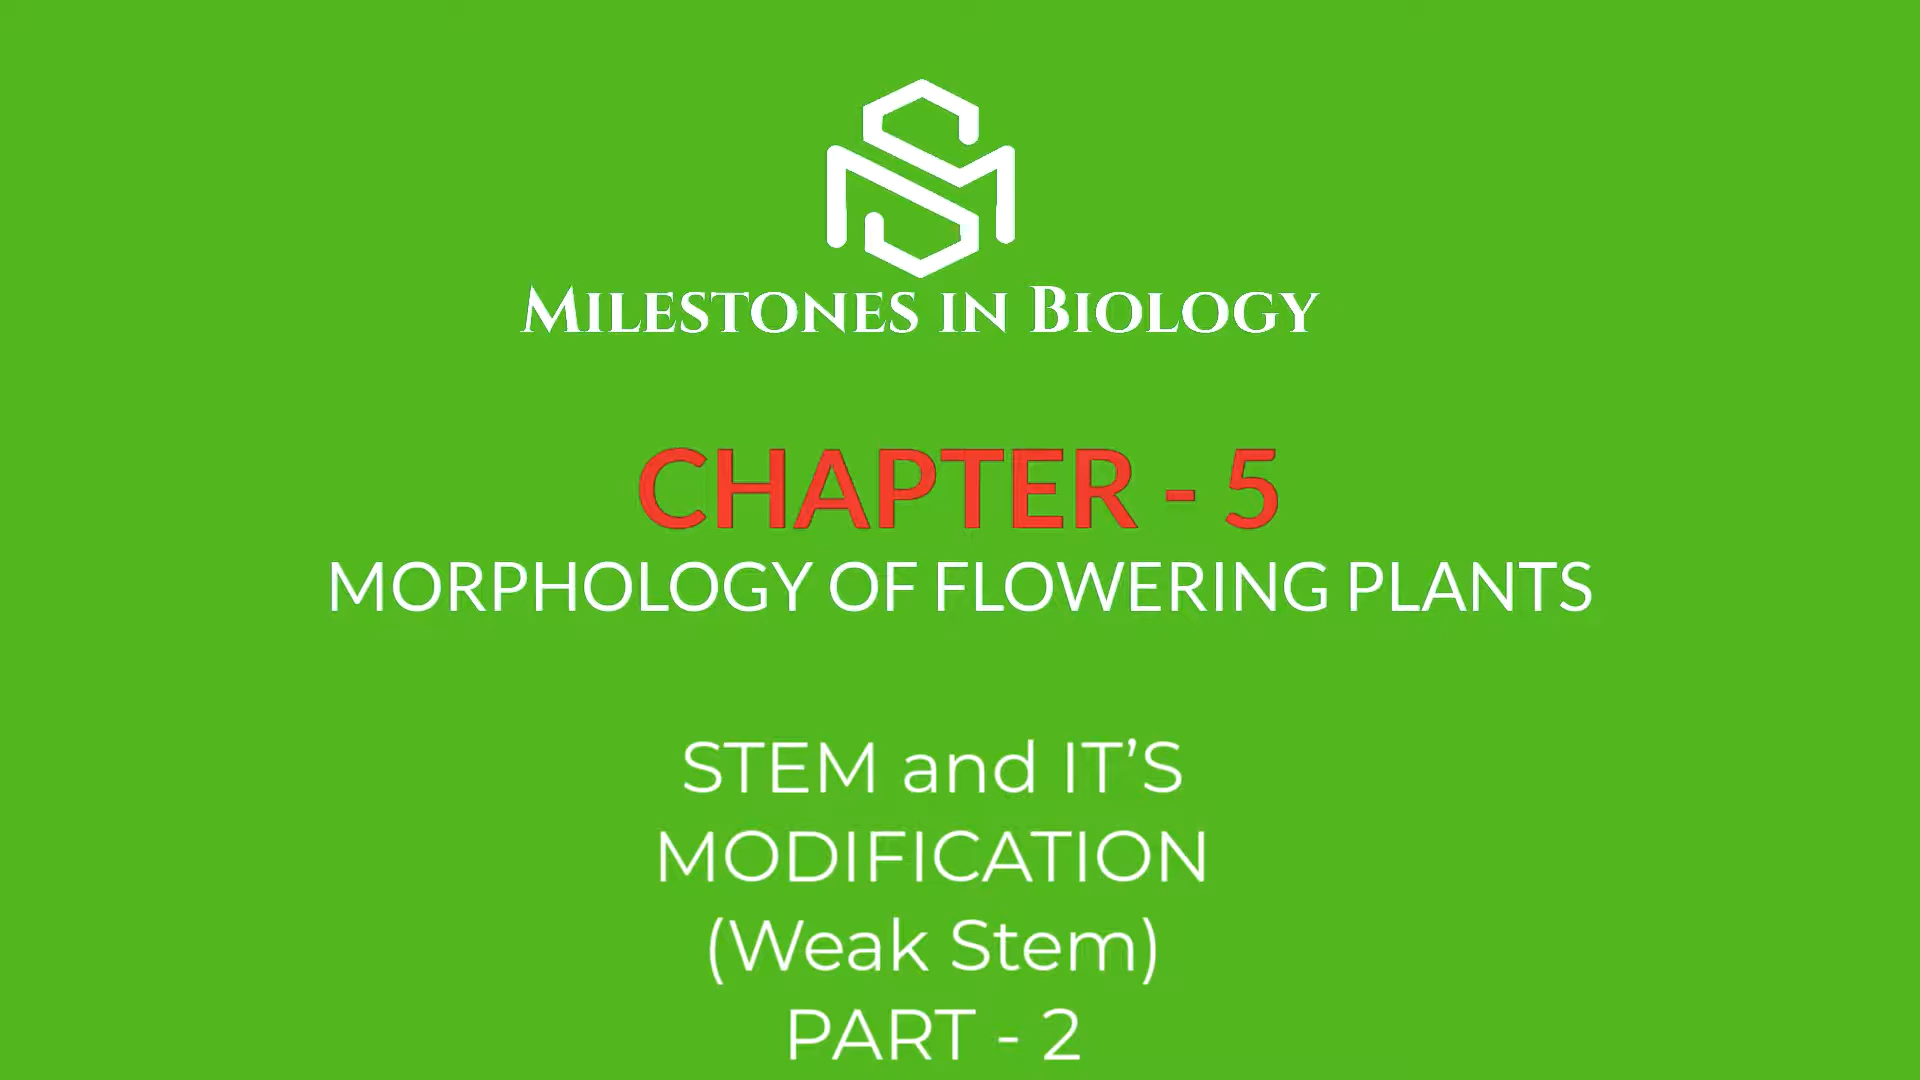 MILESTONES IN BIOLOGY
CHAPTER - 5
MORPHOLOGY OF FLOWERING PLANTS
STEM and IT’S
MODIFICATION
(Weak Stem)
PART - 2